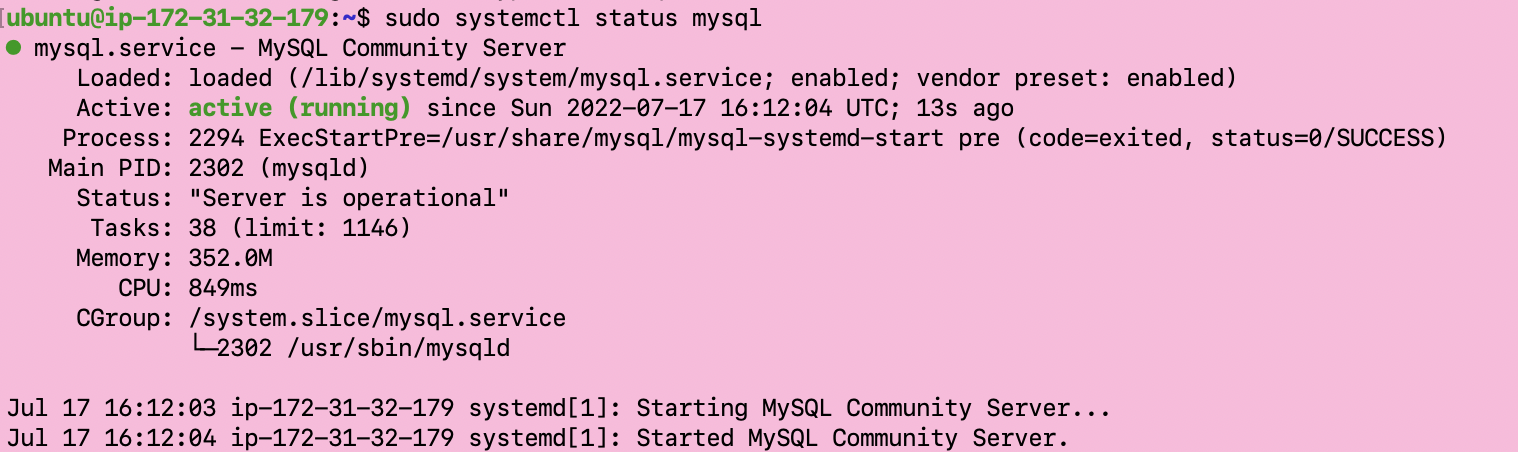 [ubuntu@ip-172-31-32-179:~$ sudo systemctl status mysql
● mysql.service - MySQL Community Server
Loaded: loaded (/lib/systemd/system/mysql.service; enabled; vendor preset: enabled)
Active: active (running) since Sun 2022-07-17 16:12:04 UTC; 13s ago
Process: 2294 ExecStartPre=/usr/share/mysql/mysql-systemd-start pre (code=exited, status=0/SUCCESS)
Main PID: 2302 (mysqld)
Status: "Server is operational"
Tasks: 38 (limit: 1146)
Memory: 352.0M
CPU: 849ms
CGroup: /system.slice/mysql.service
└─2302 /usr/sbin/mysqld
Jul 17 16:12:03 ip-172-31-32-179 systemd[1]: Starting MySQL Community Server...
Jul 17 16:12:04 ip-172-31-32-179 systemd[1]: Started MySQL Community Server.